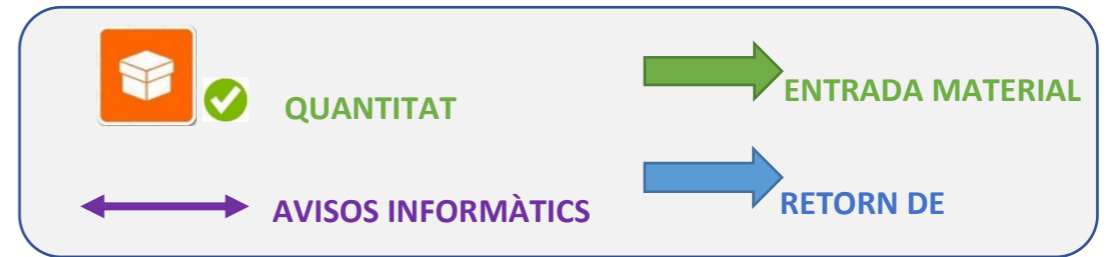 QUANTITAT
ENTRADA MATERIAL
AVISOS INFORMÀTICS
RETORN DE